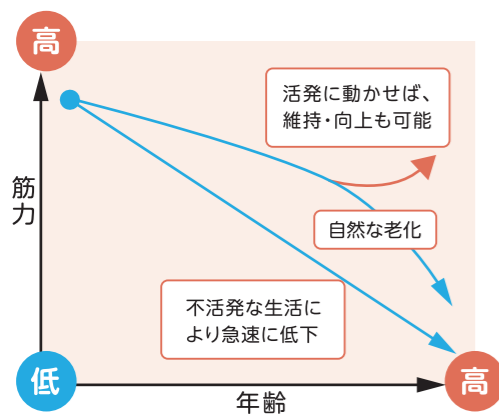 高
活発に動かせば、
維持・向上も可能
筋力
自然な老化
不活発な生活に
より急速に低下
低
高
年齢